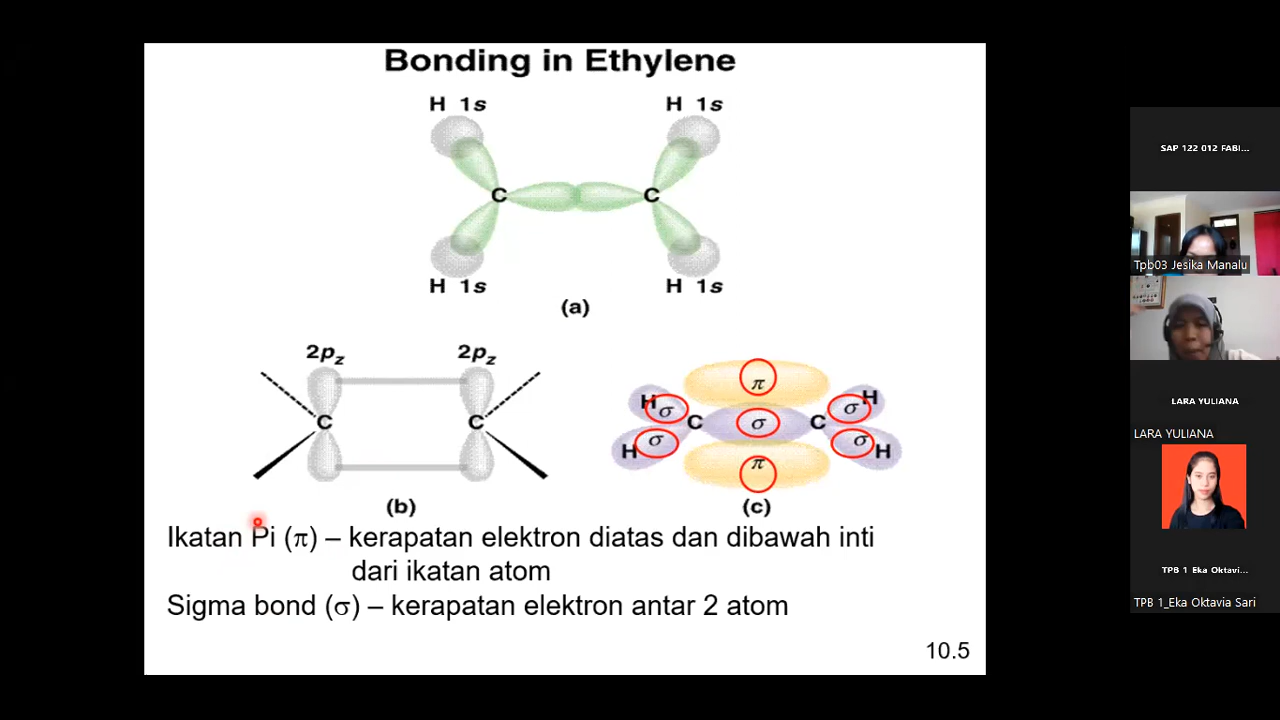 Bonding in Ethylene
H 1s H 1s
C C
H 1s H 1s
(a)
2pz 2pz
C C
(b)
π
H σ C σ C σ H
H σ σ H
π
(c)
Ikatan Pi (π) – kerapatan elektron diatas dan dibawah inti
dari ikatan atom
Sigma bond (σ) – kerapatan elektron antar 2 atom
10.5
SAP 122 012 FABI...
Tpb03 Jesika Manalu
LARA YULIANA
LARA YULIANA
TPB 1 Eka Oktavi...
TPB 1_Eka Oktavia Sari